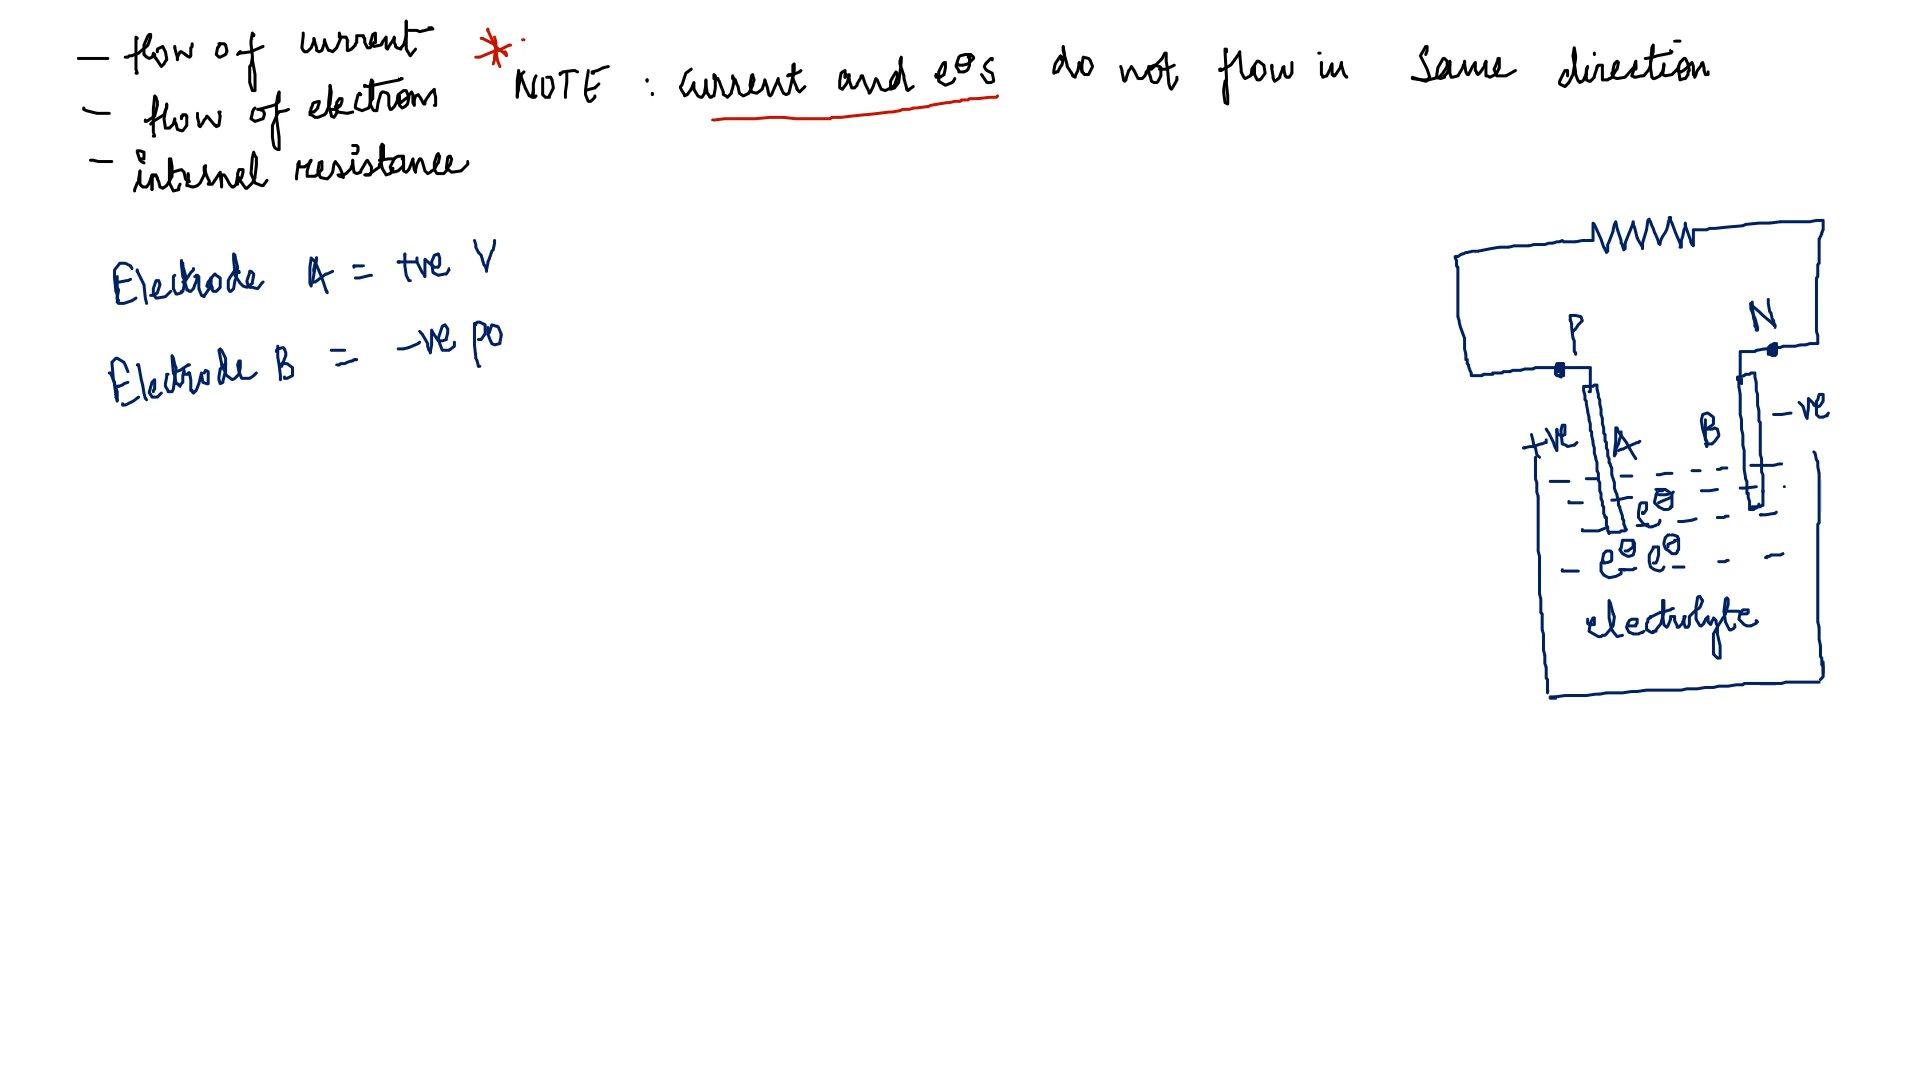 – flow of current
* NOTE : current and e⊖s do not flow in same direction
– flow of electrons
– internal resistance
Electrode A = +ve V
Electrode B = -ve po
P
N
+ve A
B -ve
e⊖
e⊖ e⊖
electrolyte